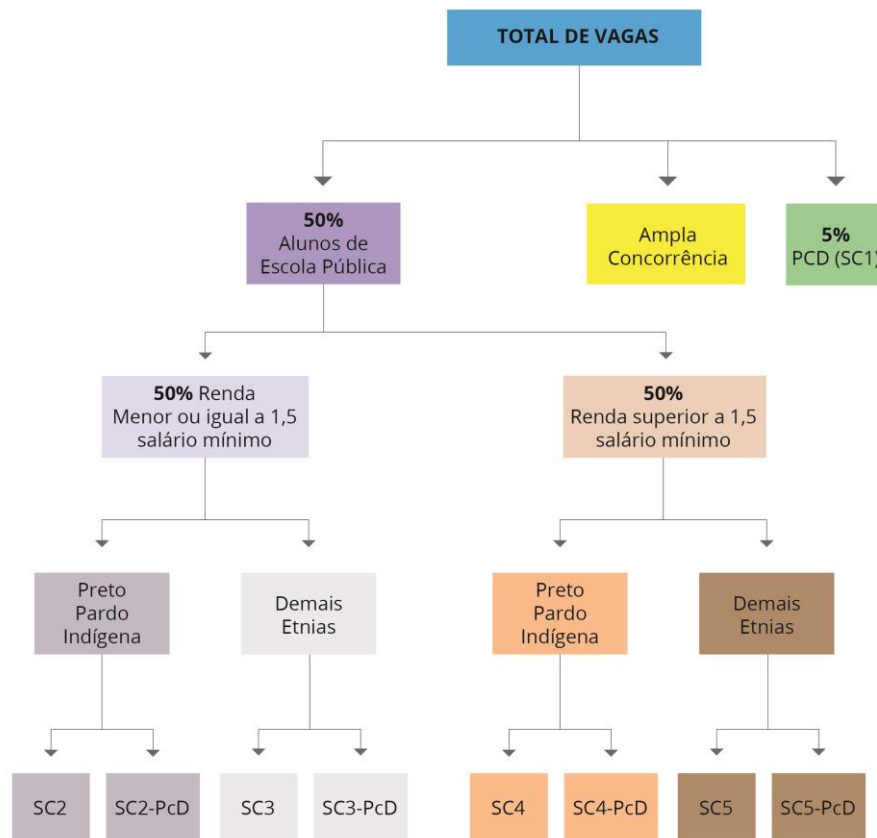 TOTAL DE VAGAS
50%
Alunos de
Escola Pública
Ampla
Concorrência
5%
PCD (SC1)
50% Renda
Menor ou igual a 1,5
salário mínimo
50%
Renda superior a 1,5
salário mínimo
Preto
Pardo
Indígena
Demais
Etnias
Preto
Pardo
Indígena
Demais
Etnias
SC2
SC2-PcD
SC3
SC3-PcD
SC4
SC4-PcD
SC5
SC5-PcD